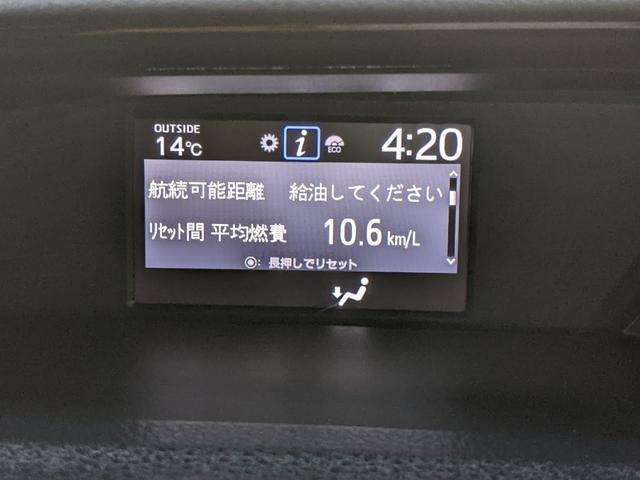 OUTSIDE
14℃
ECO
4:20
航続可能距離 給油してください
ﾘｾｯﾄ間 平均燃費 10.6 km/L
◉: 長押しでリセット